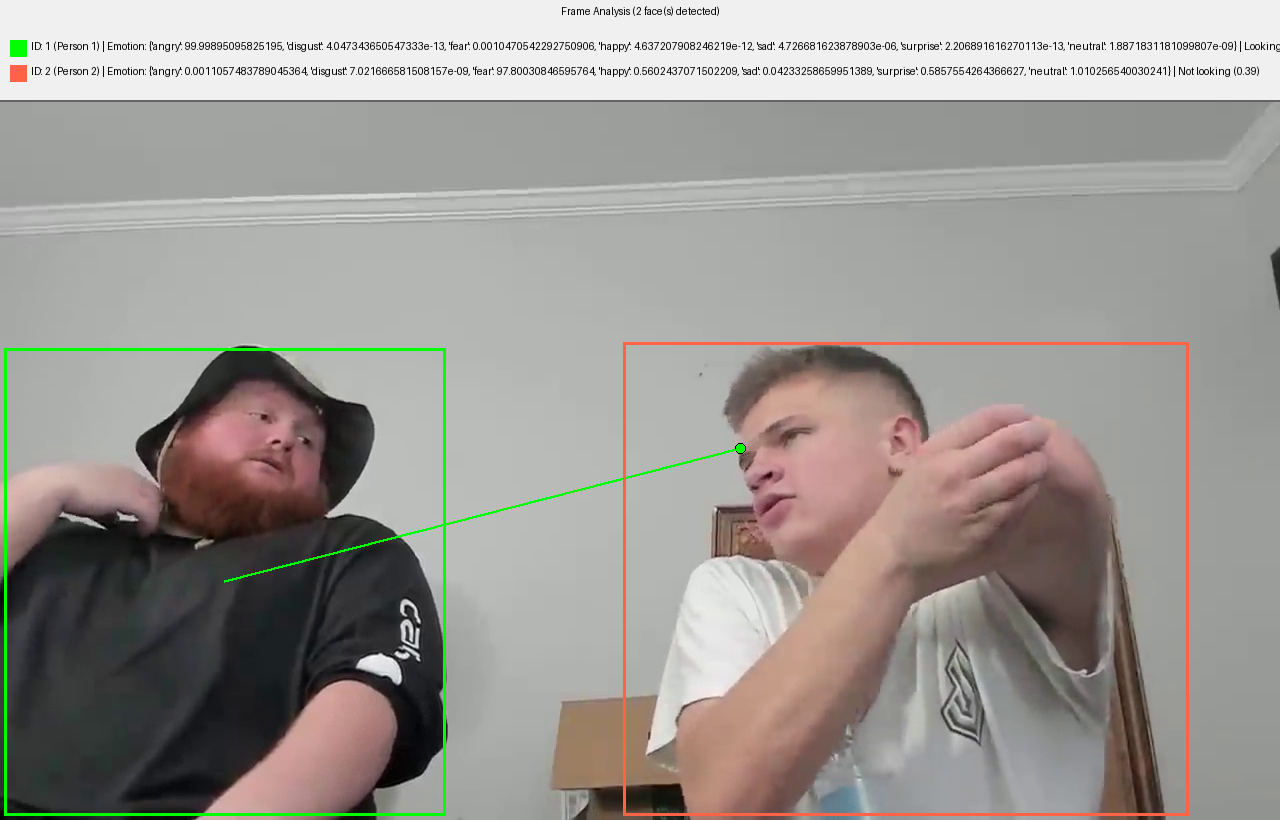 Frame Analysis (2 face(s) detected)
ID: 1 (Person 1) | Emotion: {'angry': 99.99895095825195, 'disgust': 4.047343650547333e-13, 'fear': 0.0010470542292750906, 'happy': 4.637207908246219e-12, 'sad': 4.726681623878903e-06, 'surprise': 2.206891616270113e-13, 'neutral': 1.8871831181099807e-09} | Looking
ID: 2 (Person 2) | Emotion: {'angry': 0.0011057483789045364, 'disgust': 7.021666581508157e-09, 'fear': 97.80030846595764, 'happy': 0.5602437071502209, 'sad': 0.04233258659951389, 'surprise': 0.5857554264366627, 'neutral': 1.010256540030241} | Not looking (0.39)